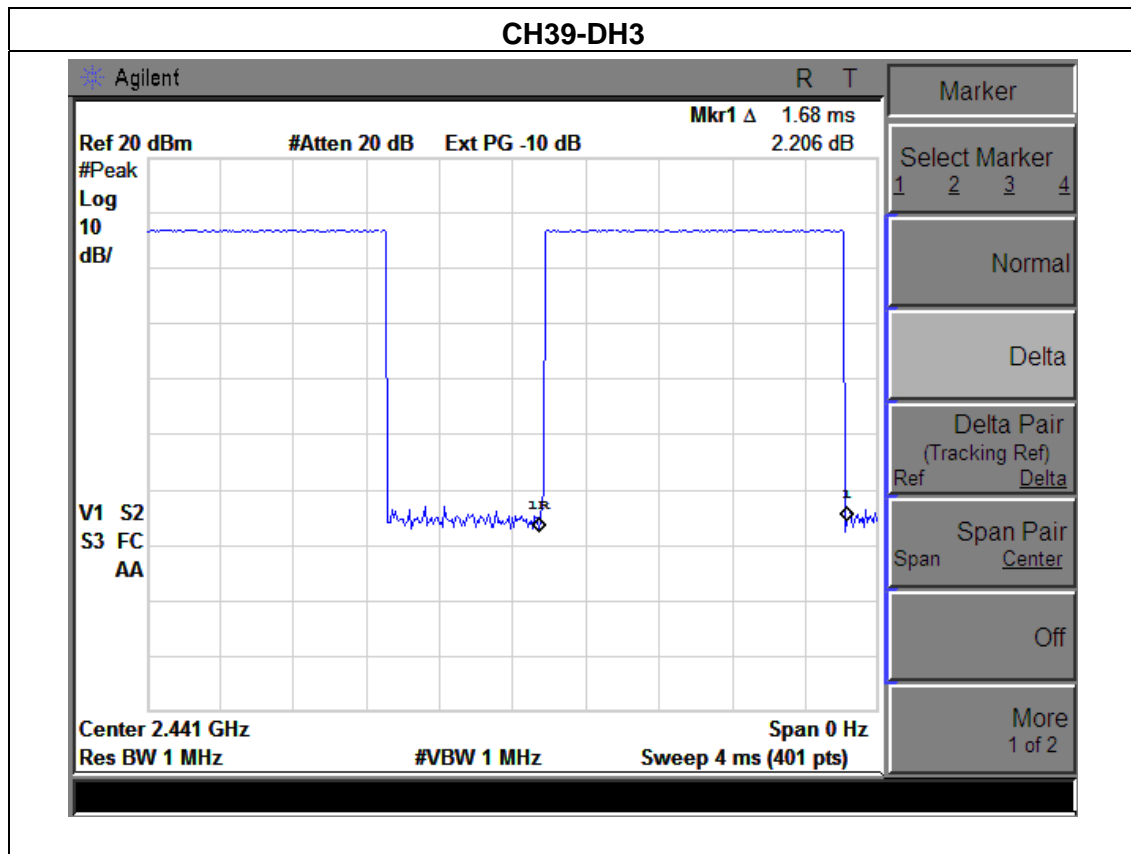 CH39-DH3
Agilent R T
Mkr1 Δ 1.68 ms
Ref 20 dBm #Atten 20 dB Ext PG -10 dB 2.206 dB
#Peak
Log
10
dB/
1R
1
V1 S2
S3 FC
AA
Center 2.441 GHz Span 0 Hz
Res BW 1 MHz #VBW 1 MHz Sweep 4 ms (401 pts)
Marker
Select Marker
1 2 3 4
Normal
Delta
Delta Pair
(Tracking Ref)
Ref Delta
Span Pair
Span Center
Off
More
1 of 2